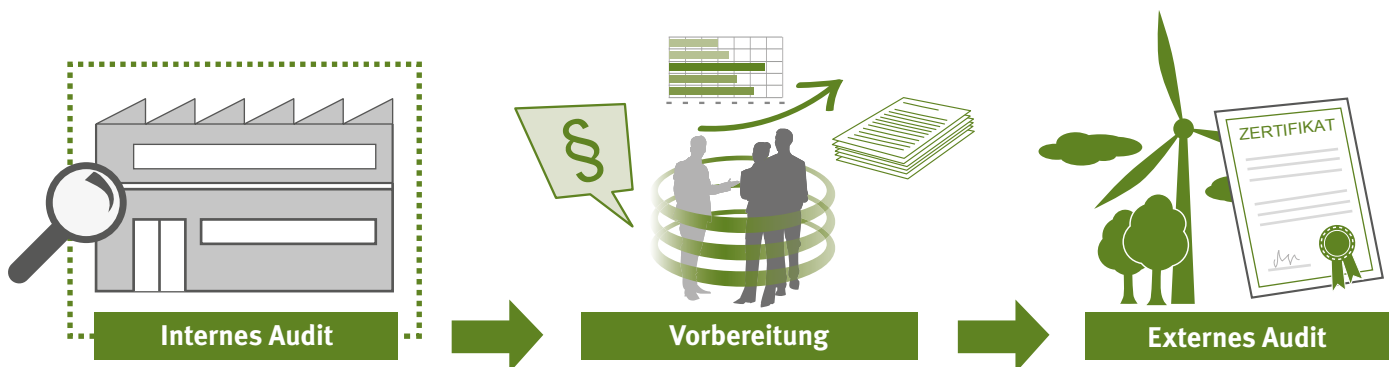 §
ZERTIFIKAT
Internes Audit
Vorbereitung
Externes Audit